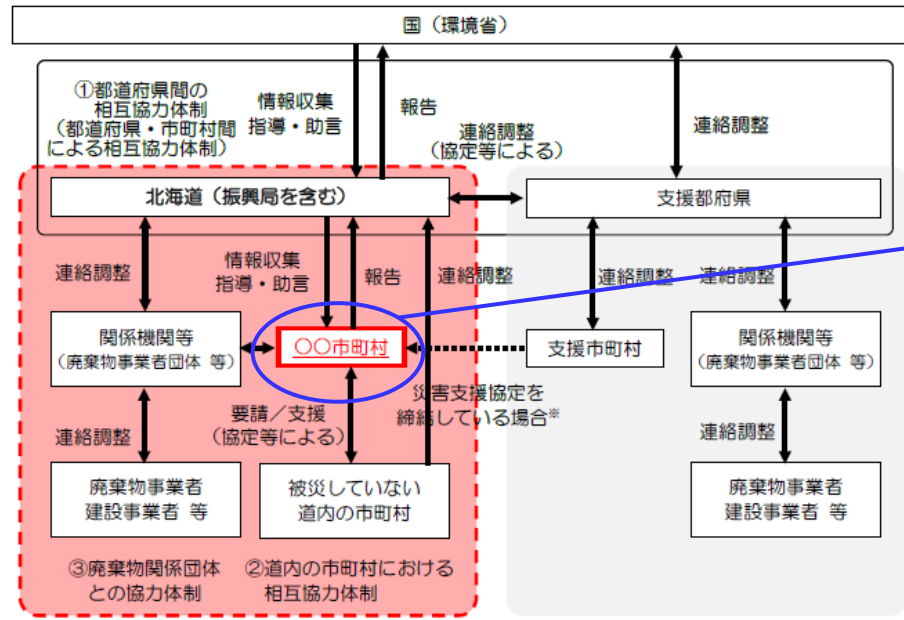 国（環境省）
①都道府県間の
相互協力体制
（都道府県・市町村間
による相互協力体制）
情報収集
指導・助言
報告
連絡調整
（協定等による）
連絡調整
北海道（振興局を含む）
支援都府県
連絡調整
情報収集
指導・助言
報告
連絡調整
連絡調整
連絡調整
関係機関等
（廃棄物事業者団体 等）
〇〇市町村
支援市町村
関係機関等
（廃棄物事業者団体 等）
連絡調整
要請／支援
（協定等による）
災害支援協定を
締結している場合※
連絡調整
廃棄物事業者
建設事業者 等
被災していない
道内の市町村
廃棄物事業者
建設事業者 等
③廃棄物関係団体
との協力体制
②道内の市町村における
相互協力体制